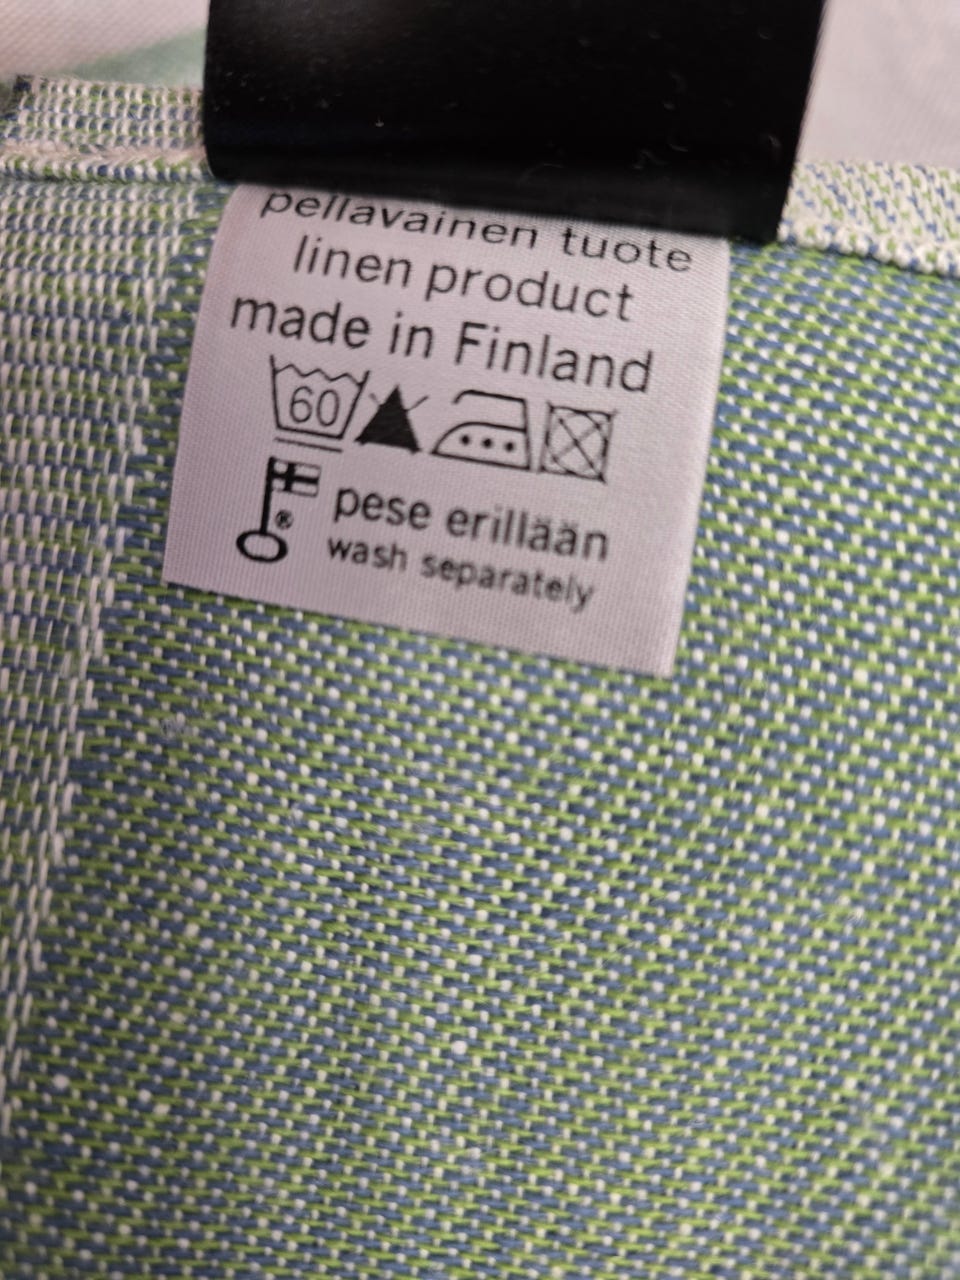 pellavainen tuote
linen product
made in Finland
60
®
pese erillään
wash separately